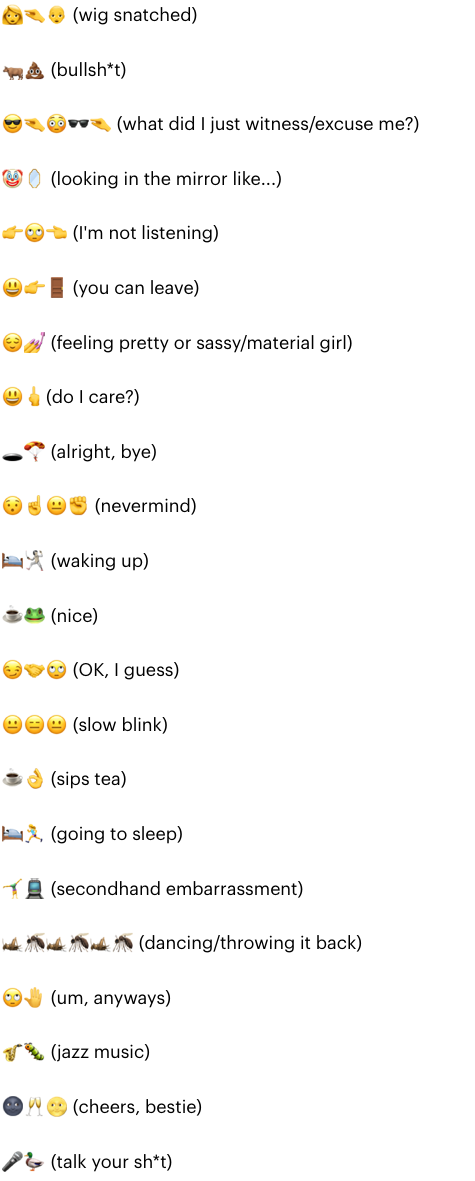 👩🫴👩‍🦲 (wig snatched)
🐂💩 (bullsh*t)
😎🫴😳🕶️🫴 (what did I just witness/excuse me?)
🤡🪞 (looking in the mirror like...)
👉🙄👈 (I'm not listening)
😃👉🚪 (you can leave)
😌💅 (feeling pretty or sassy/material girl)
😃🖕 (do I care?)
🕳️🪂 (alright, bye)
😯☝️😐✊ (nevermind)
🛏️🤺 (waking up)
☕🐸 (nice)
😏🤝🙄 (OK, I guess)
😐😑😐 (slow blink)
☕👌 (sips tea)
🛏️🏃 (going to sleep)
🤸🚊 (secondhand embarrassment)
🦗🦟🦗🦟🦗🦟 (dancing/throwing it back)
🙄✋ (um, anyways)
🎷🐛 (jazz music)
🌚🥂🌝 (cheers, bestie)
🎤🦆 (talk your sh*t)